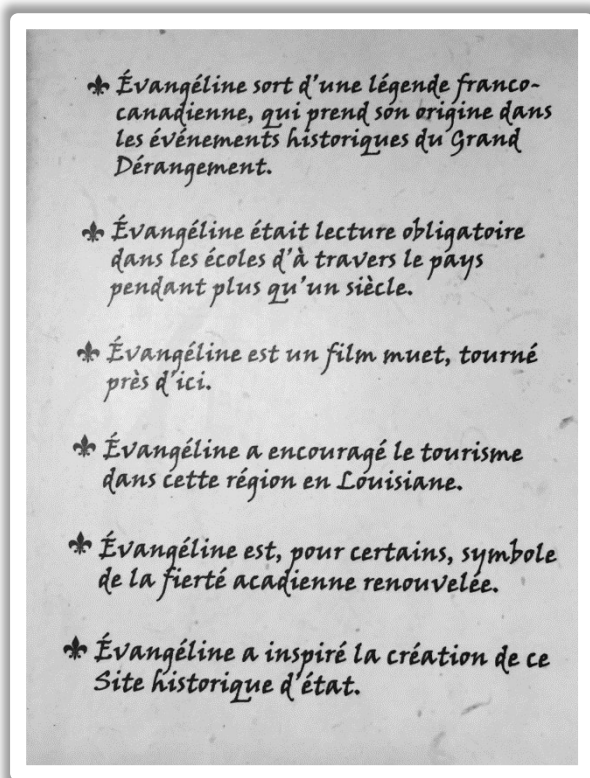 ⚜ Évangéline sort d'une légende franco-
canadienne, qui prend son origine dans
les événements historiques du Grand
Dérangement.
⚜ Évangéline était lecture obligatoire
dans les écoles d'à travers le pays
pendant plus qu'un siècle.
⚜ Évangéline est un film muet, tourné
près d'ici.
⚜ Évangéline a encouragé le tourisme
dans cette région en Louisiane.
⚜ Évangéline est, pour certains, symbole
de la fierté acadienne renouvelée.
⚜ Évangéline a inspiré la création de ce
Site historique d'état.